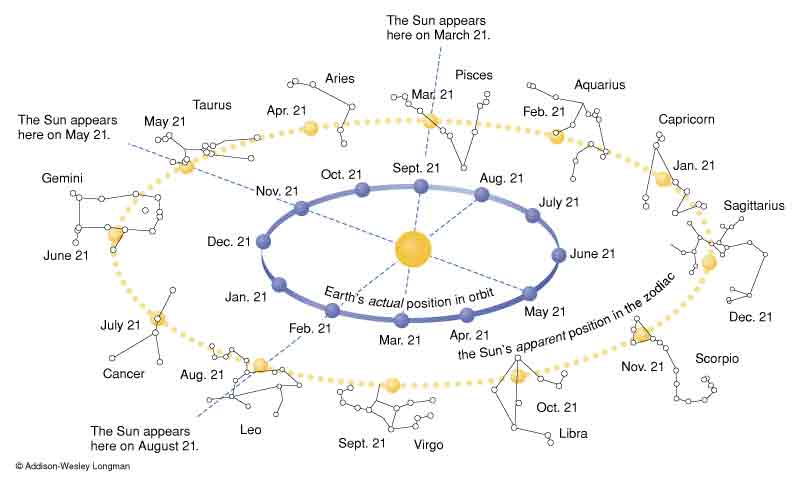 The Sun appears
here on March 21.
Pisces
Aries
Mar. 21
Aquarius
Taurus
Apr. 21
Feb. 21
The Sun appears
here on May 21.
May 21
Capricorn
Sept. 21
Jan. 21
Gemini
Oct. 21
Aug. 21
Nov. 21
July 21
Sagittarius
Dec. 21
June 21
June 21
Earth's actual position in orbit
Jan. 21
May 21
the Sun's apparent position in the zodiac
Feb. 21
Mar. 21
Apr. 21
Dec. 21
July 21
Cancer
Aug. 21
Nov. 21
Scorpio
Oct. 21
Leo
Libra
The Sun appears
here on August 21.
Sept. 21
Virgo
© Addison-Wesley Longman